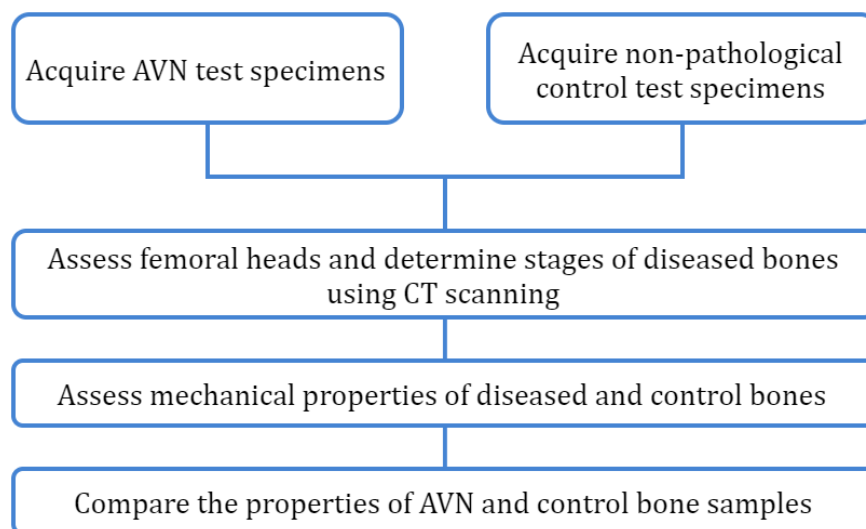 Acquire AVN test specimens
Acquire non-pathological
control test specimens
Assess femoral heads and determine stages of diseased bones
using CT scanning
Assess mechanical properties of diseased and control bones
Compare the properties of AVN and control bone samples